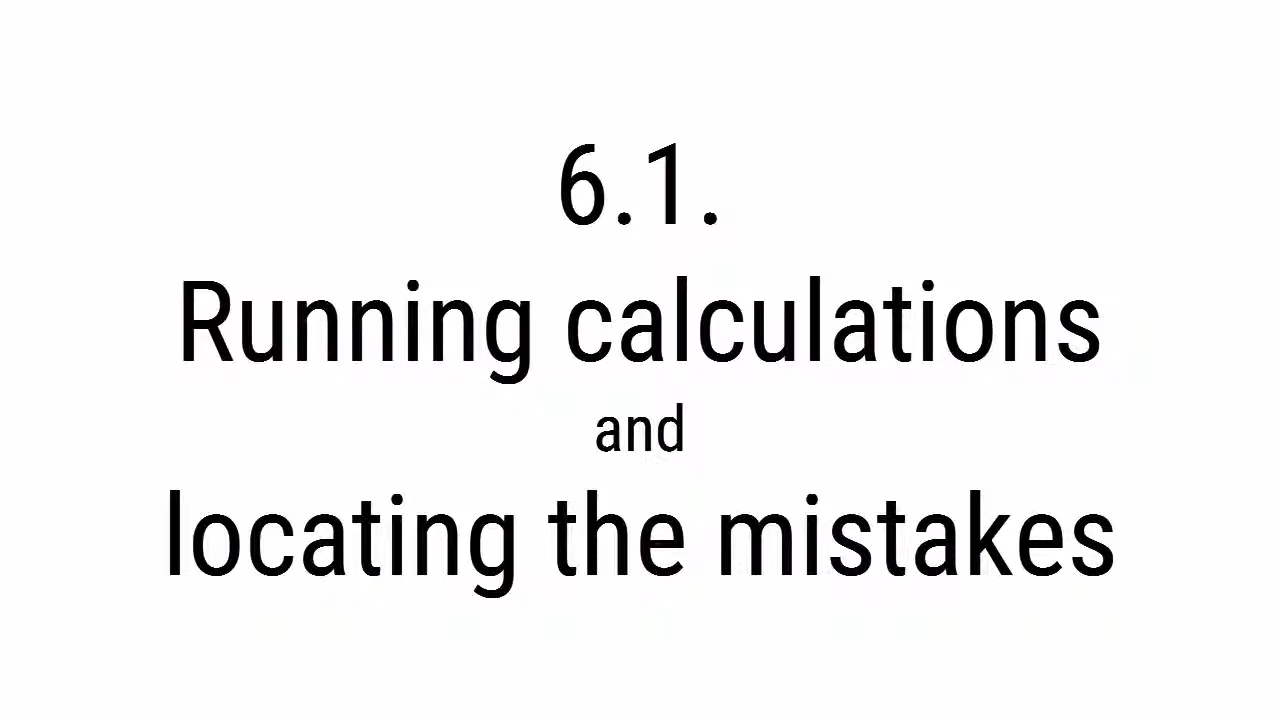 6.1.
Running calculations
and
locating the mistakes